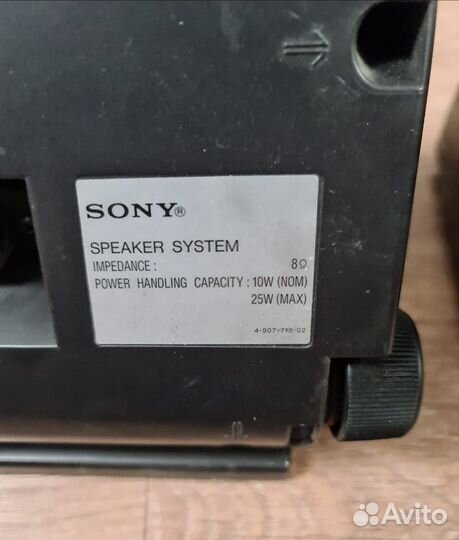 SONY®
SPEAKER SYSTEM
IMPEDANCE : 8Ω
POWER HANDLING CAPACITY : 10W (NOM)
25W (MAX)
4-907-715-02
Avito